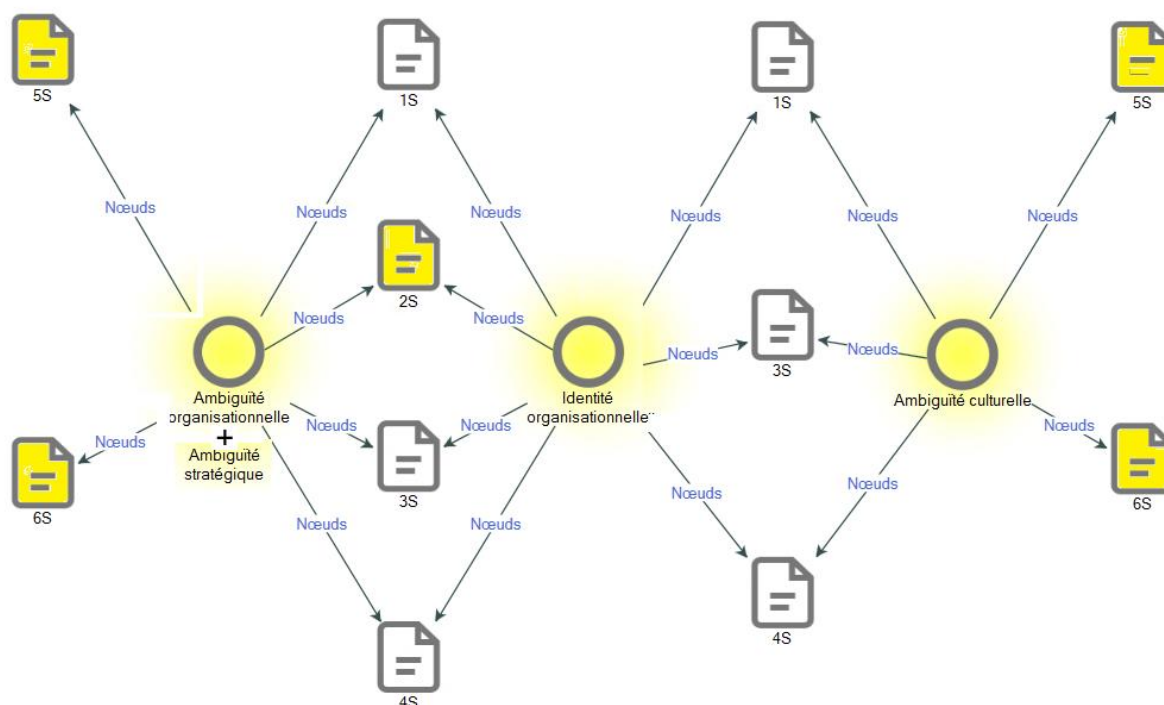 5S
1S
1S
5S
Nœuds
Nœuds
Nœuds
Nœuds
Nœuds
Nœuds
2S
Nœuds
Nœuds
3S
Nœuds
Nœuds
Ambiguïté
organisationnelle
+
Ambiguïté
stratégique
Identité
organisationnelle"
Ambiguïté culturelle
Nœuds
Nœuds
Nœuds
Nœuds
6S
3S
6S
Nœuds
Nœuds
Nœuds
Nœuds
4S
4S